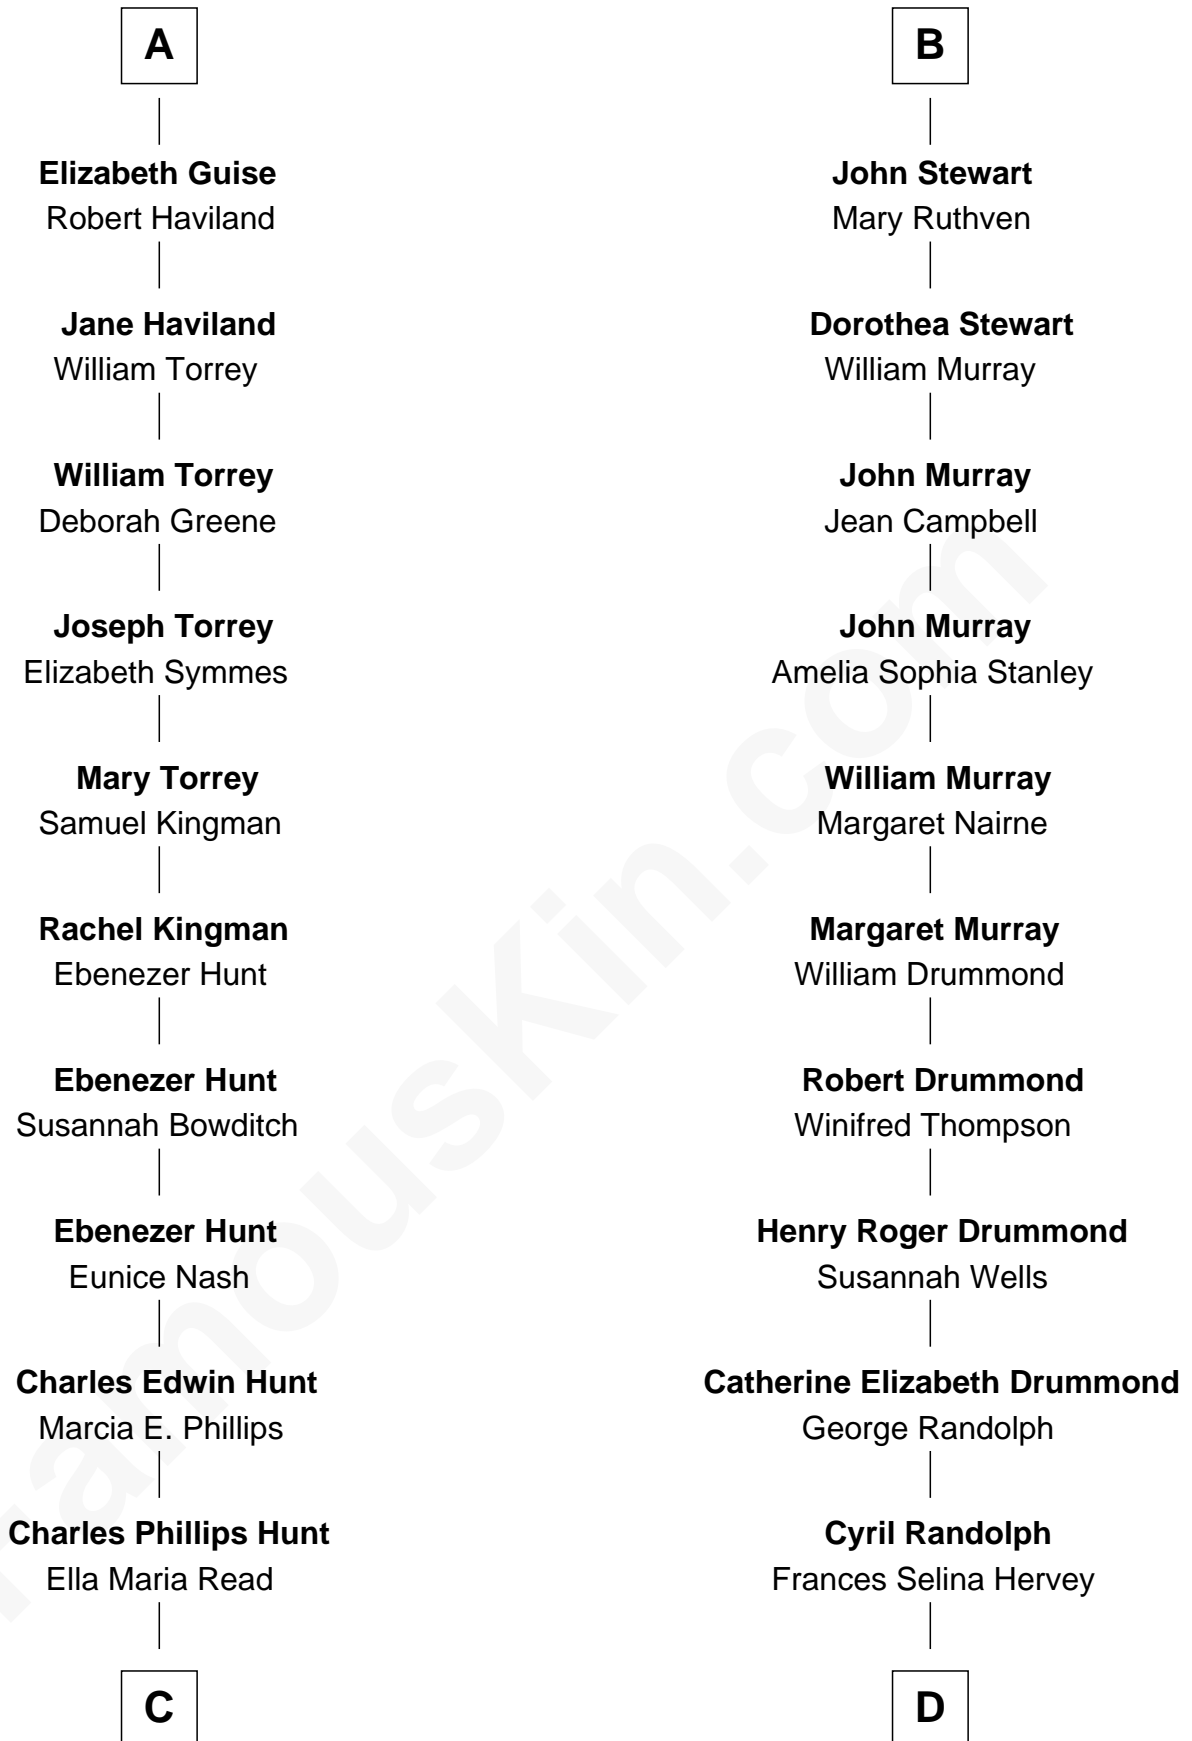 A
Elizabeth Guise
Robert Haviland
Jane Haviland
William Torrey
William Torrey
Deborah Greene
Joseph Torrey
Elizabeth Symmes
Mary Torrey
Samuel Kingman
Rachel Kingman
Ebenezer Hunt
Ebenezer Hunt
Susannah Bowditch
Ebenezer Hunt
Eunice Nash
Charles Edwin Hunt
Marcia E. Phillips
Charles Phillips Hunt
Ella Maria Read
C
B
John Stewart
Mary Ruthven
Dorothea Stewart
William Murray
John Murray
Jean Campbell
John Murray
Amelia Sophia Stanley
William Murray
Margaret Nairne
Margaret Murray
William Drummond
Robert Drummond
Winifred Thompson
Henry Roger Drummond
Susannah Wells
Catherine Elizabeth Drummond
George Randolph
Cyril Randolph
Frances Selina Hervey
D
FamousKin.com